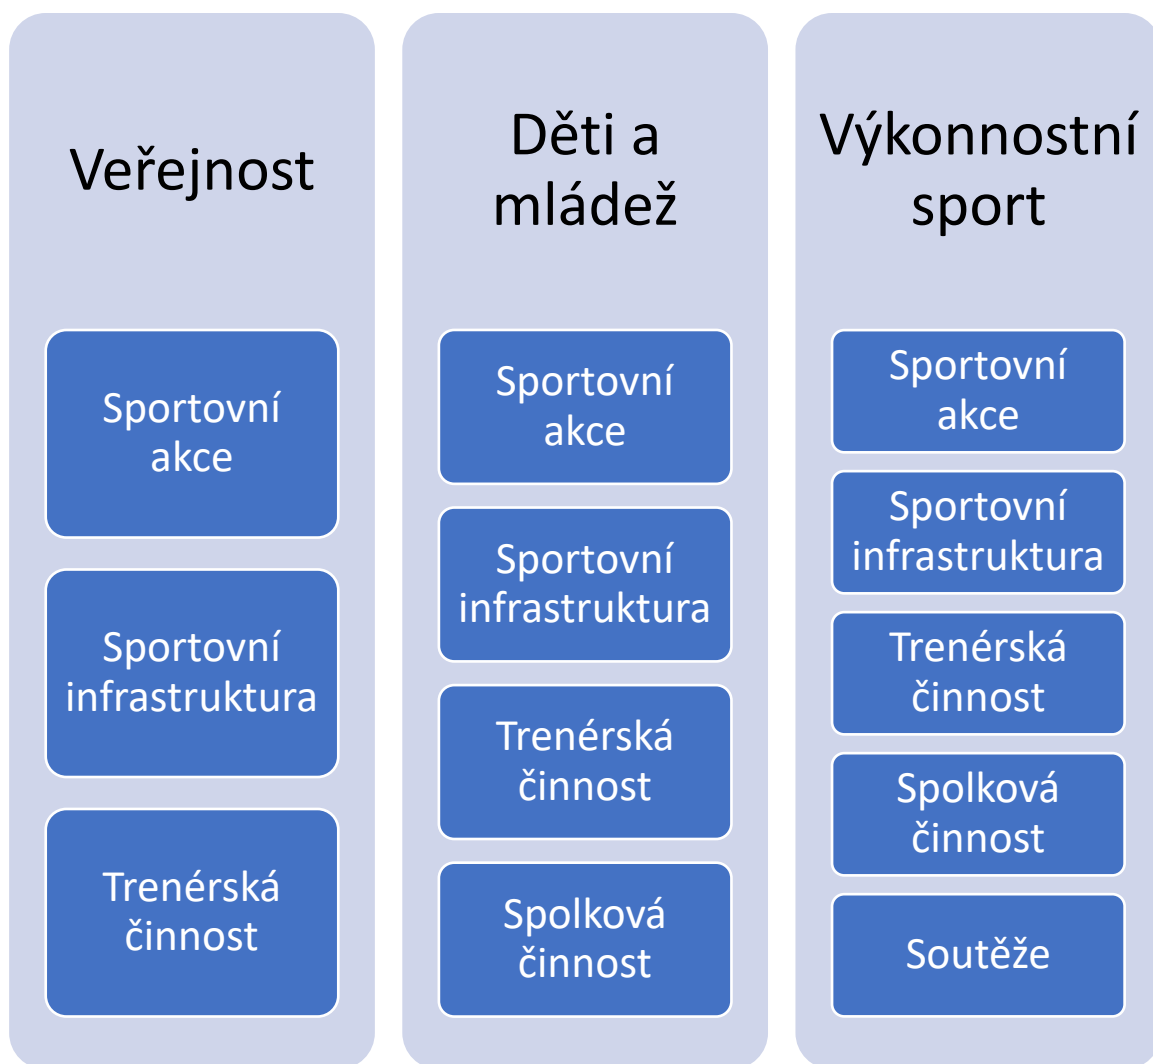 Veřejnost
Sportovní
akce
Sportovní
infrastruktura
Trenérská
činnost
Děti a
mládež
Sportovní
akce
Sportovní
infrastruktura
Trenérská
činnost
Spolková
činnost
Výkonnostní
sport
Sportovní
akce
Sportovní
infrastruktura
Trenérská
činnost
Spolková
činnost
Soutěže